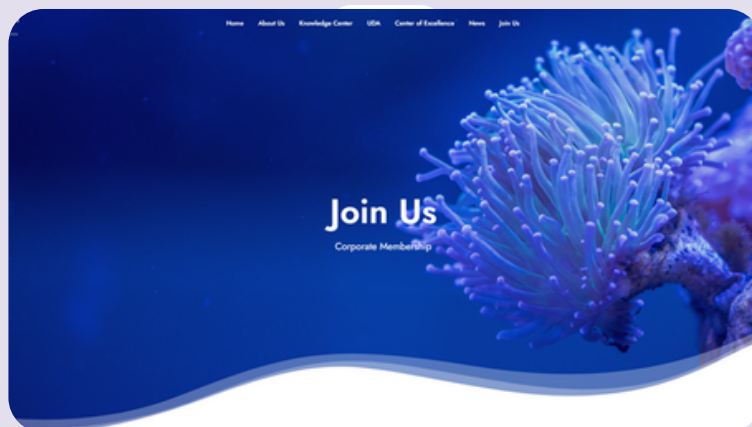 Home About Us Knowledge Center UDA Center of Excellence News Join Us
Join Us
Corporate Membership